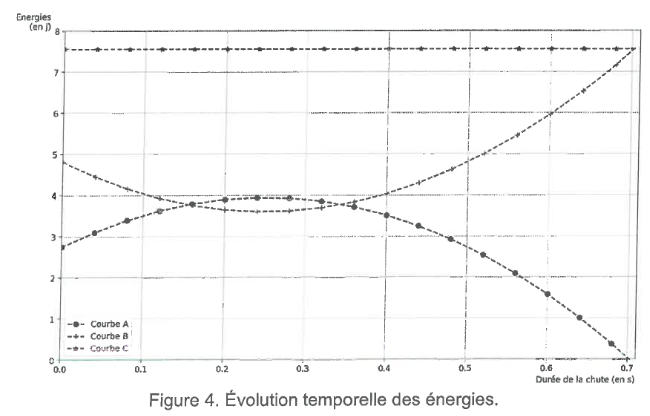 Energies
(en J)
8
7
6
5
4
3
2
1
0
Courbe A
Courbe B
Courbe C
0.0 0.1 0.2 0.3 0.4 0.5 0.6 0.7
Durée de la chute (en s)
Figure 4. Évolution temporelle des énergies.